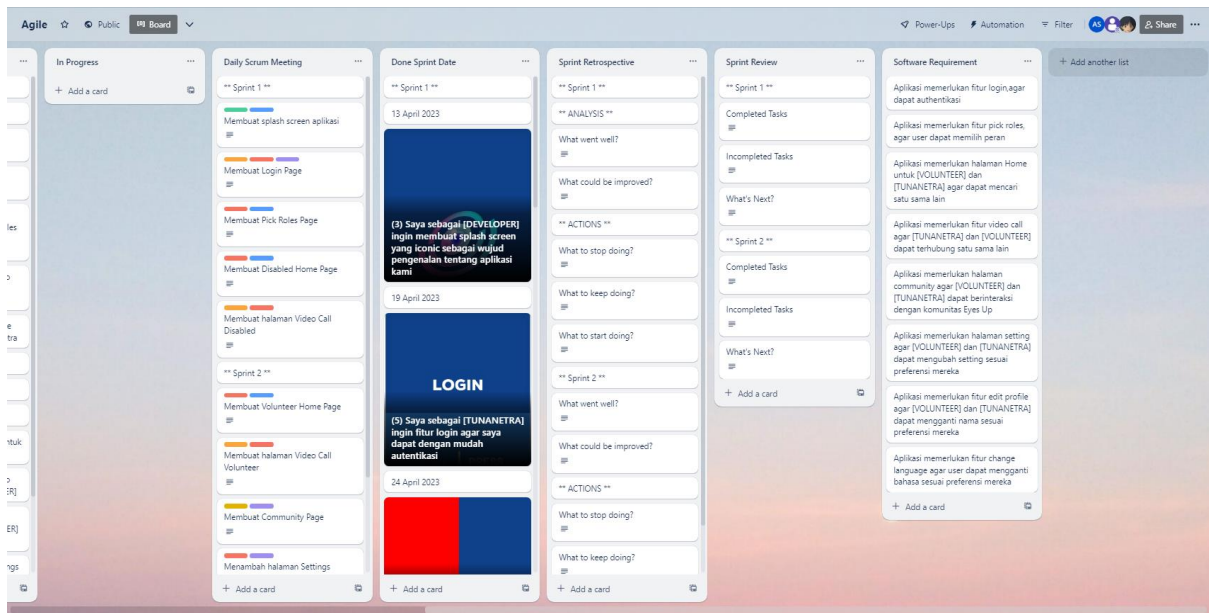 Agile
Public
Board
Power-Ups
Automation
Filter
AS
Share
les
e
tra
ntuk
ER]
ER]
ngs
In Progress
+ Add a card
Daily Scrum Meeting
** Sprint 1 **
Membuat splash screen aplikasi
Membuat Login Page
Membuat Pick Roles Page
Membuat Disabled Home Page
Membuat halaman Video Call
Disabled
** Sprint 2 **
Membuat Volunteer Home Page
Membuat halaman Video Call
Volunteer
Membuat Community Page
Menambah halaman Settings
+ Add a card
Done Sprint Date
** Sprint 1 **
13 April 2023
(3) Saya sebagai [DEVELOPER]
ingin membuat splash screen
yang iconic sebagai wujud
pengenalan tentang aplikasi
kami
19 April 2023
LOGIN
(5) Saya sebagai [TUNANETRA]
ingin fitur login agar saya
dapat dengan mudah
autentikasi
24 April 2023
+ Add a card
Sprint Retrospective
** Sprint 1 **
** ANALYSIS **
What went well?
What could be improved?
** ACTIONS **
What to stop doing?
What to keep doing?
What to start doing?
** Sprint 2 **
What went well?
What could be improved?
** ACTIONS **
What to stop doing?
What to keep doing?
+ Add a card
Sprint Review
** Sprint 1 **
Completed Tasks
Incompleted Tasks
What's Next?
** Sprint 2 **
Completed Tasks
Incompleted Tasks
What's Next?
+ Add a card
Software Requirement
Aplikasi memerlukan fitur login,agar
dapat authentikasi
Aplikasi memerlukan fitur pick roles,
agar user dapat memilih peran
Aplikasi memerlukan halaman Home
untuk [VOLUNTEER] dan
[TUNANETRA] agar dapat mencari
satu sama lain
Aplikasi memerlukan fitur video call
agar [TUNANETRA] dan [VOLUNTEER]
dapat terhubung satu sama lain
Aplikasi memerlukan halaman
community agar [VOLUNTEER] dan
[TUNANETRA] dapat berinteraksi
dengan komunitas Eyes Up
Aplikasi memerlukan halaman setting
agar [VOLUNTEER] dan [TUNANETRA]
dapat mengubah setting sesuai
preferensi mereka
Aplikasi memerlukan fitur edit profile
agar [VOLUNTEER] dan [TUNANETRA]
dapat mengganti nama sesuai
preferensi mereka
Aplikasi memerlukan fitur change
language agar user dapat mengganti
bahasa sesuai preferensi mereka
+ Add a card
+ Add another list